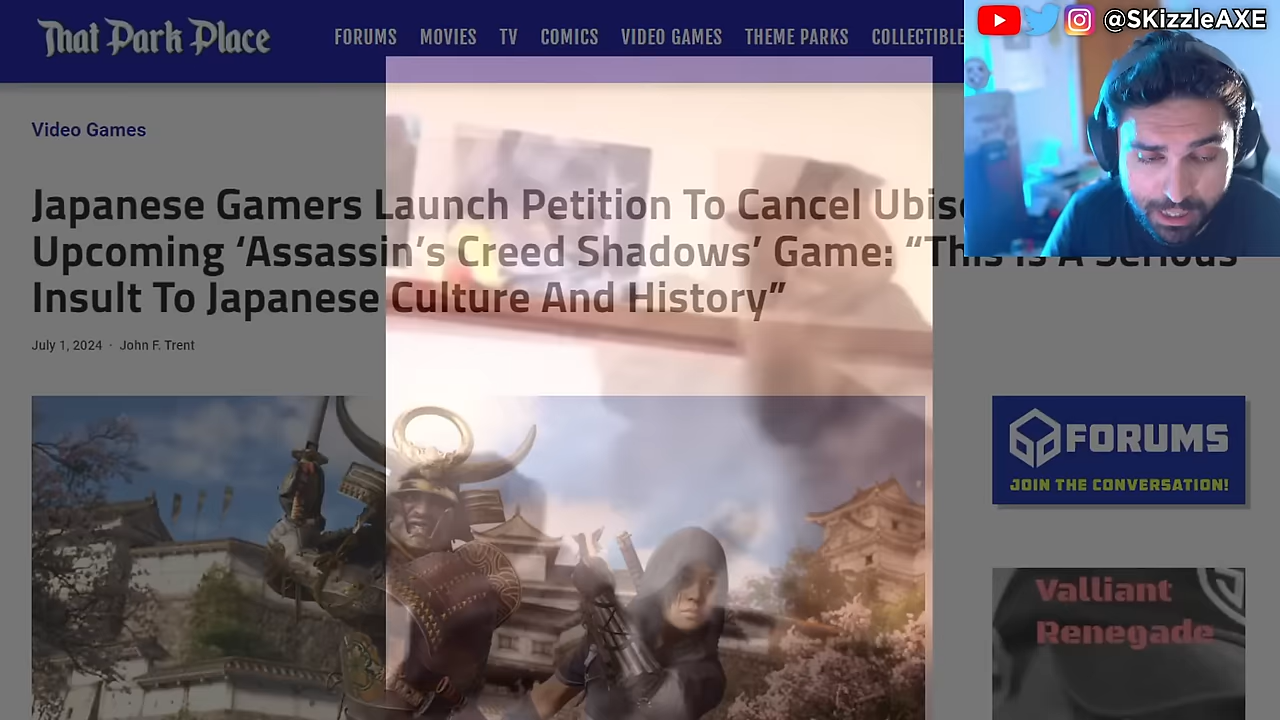 That Park Place
FORUMS MOVIES TV COMICS VIDEO GAMES THEME PARKS COLLECTIBLE
@SKizzleAXE
Video Games
Japanese Gamers Launch Petition To Cancel
Upcoming ‘Assassin’s Creed Shadows’ Game: “This Is A Serious
Insult To Japanese Culture And History”
July 1, 2024 · John F. Trent
FORUMS
JOIN THE CONVERSATION!
Valliant
Renegade